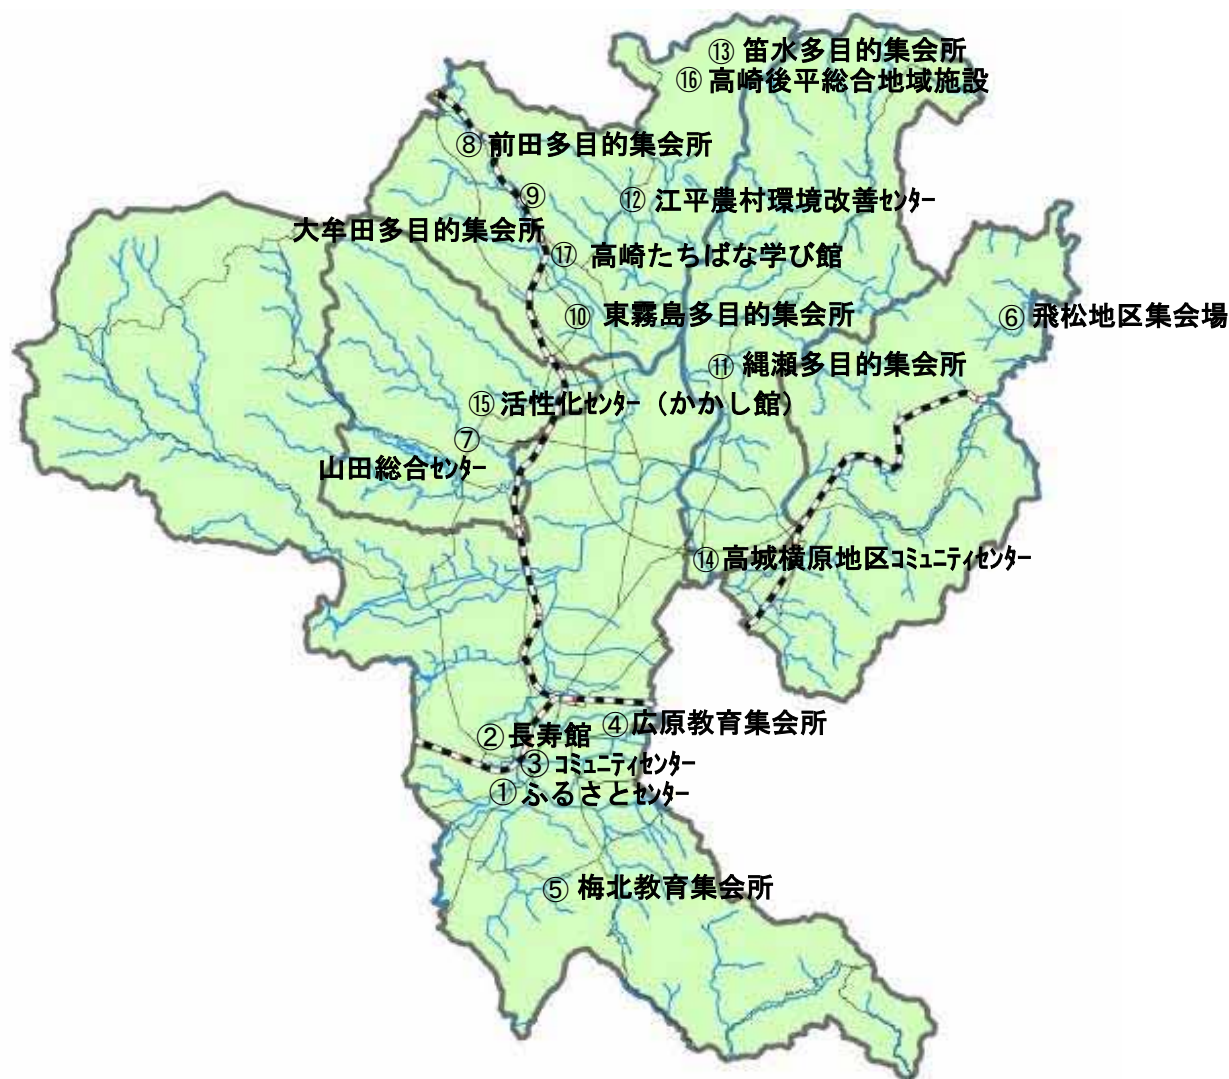 ⑬ 笛水多目的集会所
⑯ 高崎後平総合地域施設
⑧ 前田多目的集会所
⑨
大牟田多目的集会所
⑫ 江平農村環境改善ｾﾝﾀｰ
⑰ 高崎たちばな学び館
⑩ 東霧島多目的集会所
⑥ 飛松地区集会場
⑪ 縄瀬多目的集会所
⑮ 活性化ｾﾝﾀｰ（かかし館）
⑦
山田総合ｾﾝﾀｰ
⑭ 高城横原地区ｺﾐｭﾆﾃｨｾﾝﾀｰ
④ 広原教育集会所
② 長寿館
③ ｺﾐｭﾆﾃｨｾﾝﾀｰ
① ふるさとｾﾝﾀｰ
⑤ 梅北教育集会所